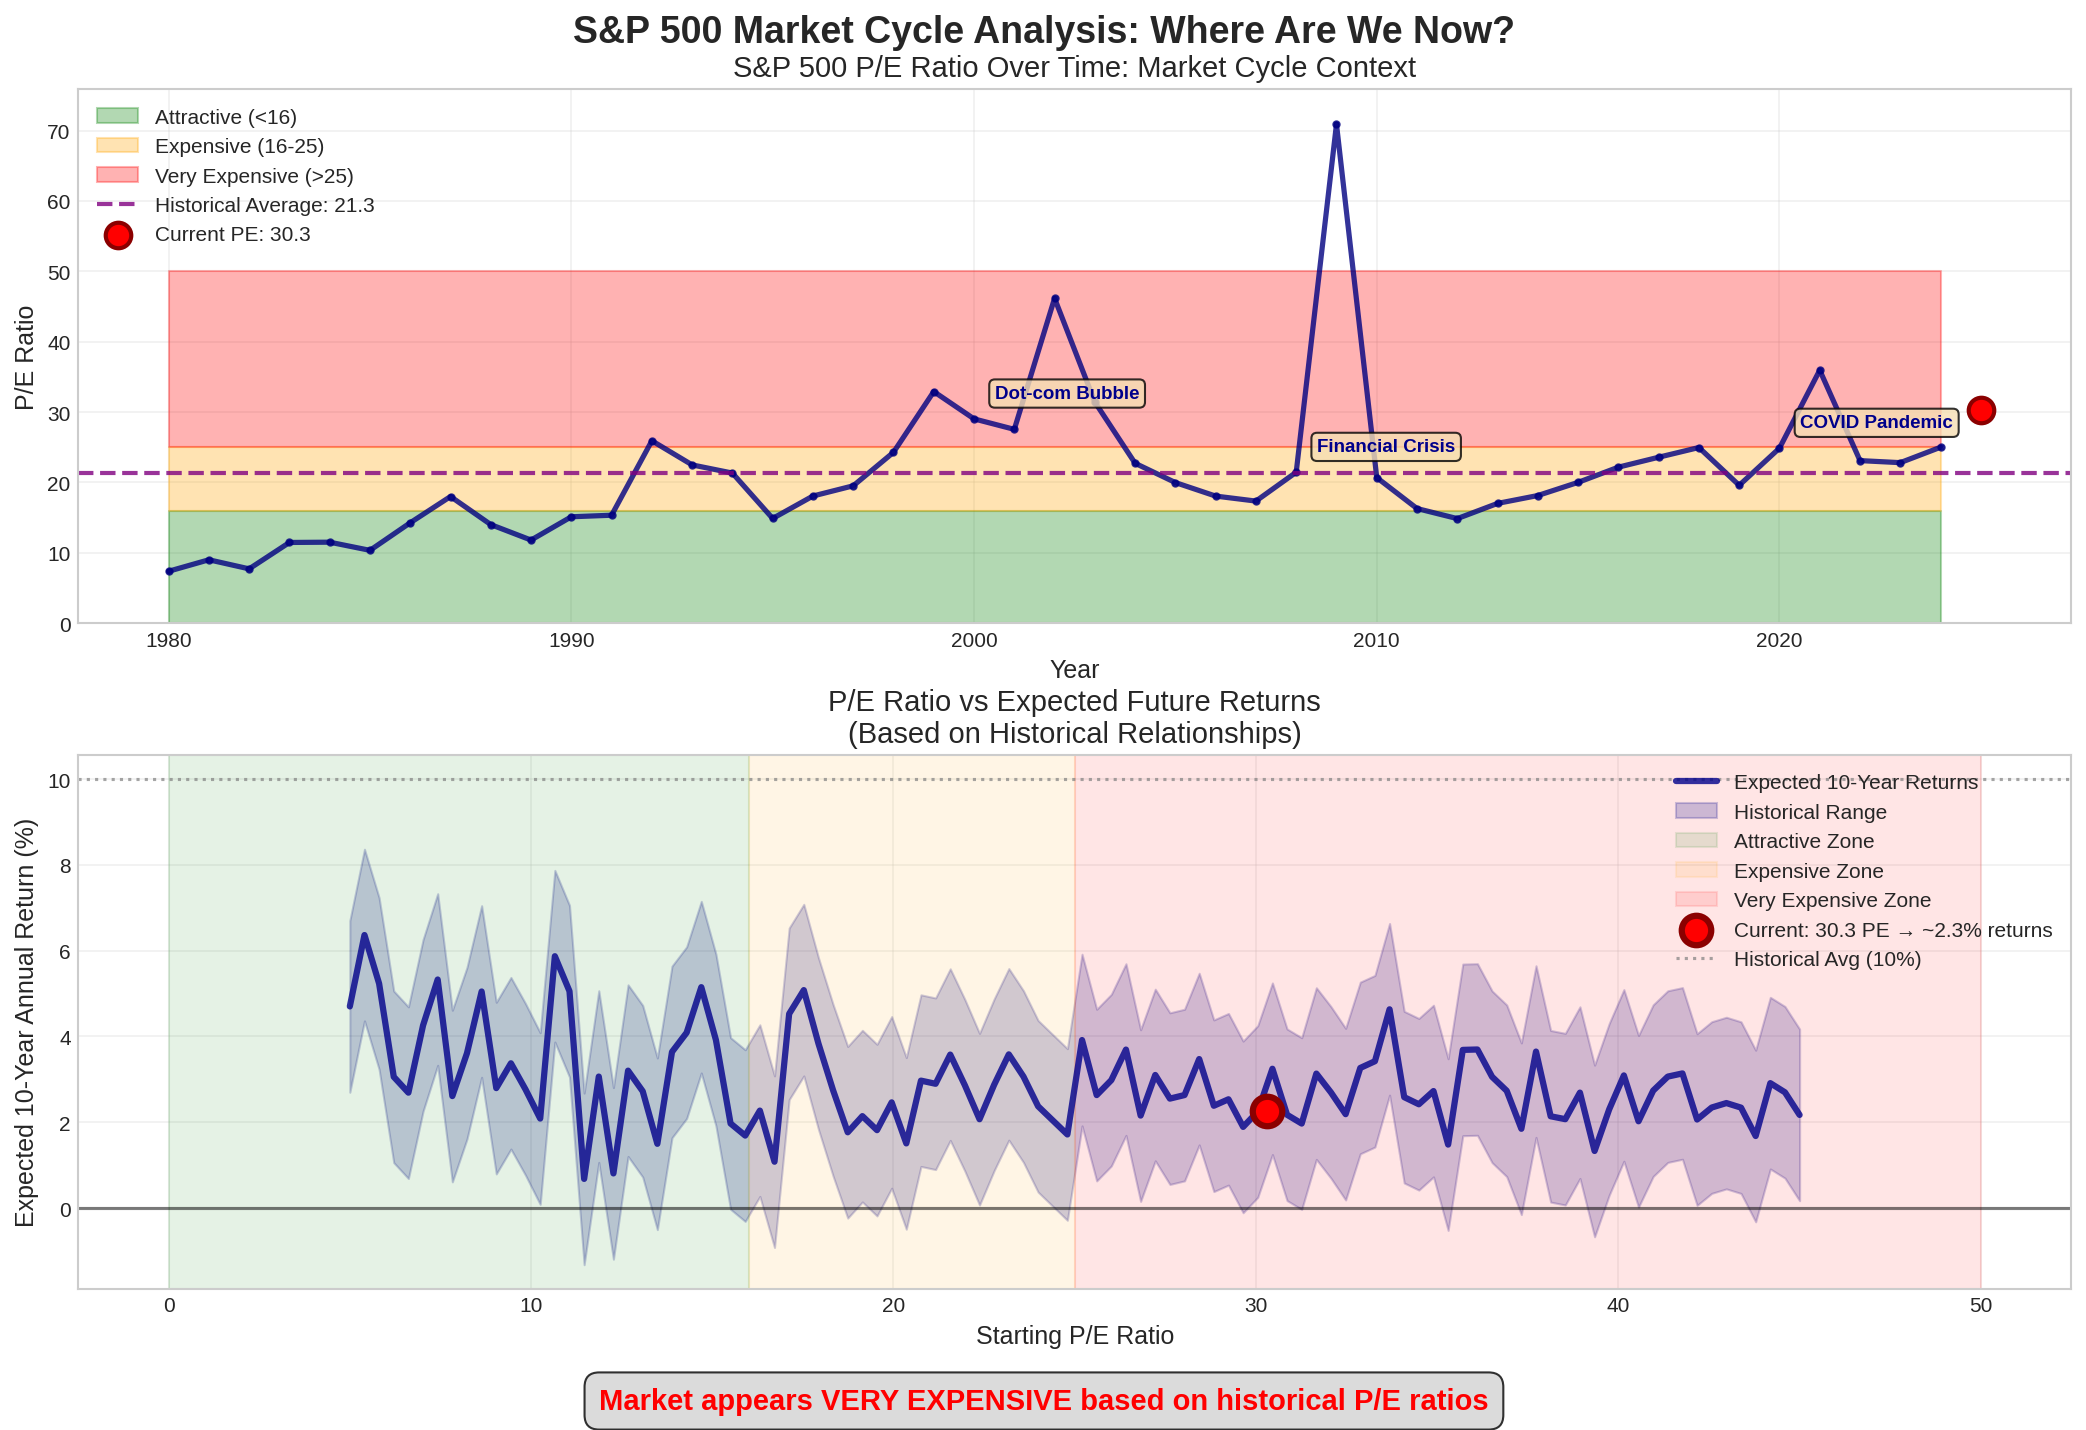 S&P 500 Market Cycle Analysis: Where Are We Now?
S&P 500 P/E Ratio Over Time: Market Cycle Context
Attractive (<16)
Expensive (16-25)
Very Expensive (>25)
Historical Average: 21.3
Current PE: 30.3
P/E Ratio
70
60
50
40
30
20
10
0
Dot-com Bubble
Financial Crisis
COVID Pandemic
1980
1990
2000
2010
2020
Year
P/E Ratio vs Expected Future Returns
(Based on Historical Relationships)
Expected 10-Year Returns
Historical Range
Attractive Zone
Expensive Zone
Very Expensive Zone
Current: 30.3 PE → ~2.3% returns
Historical Avg (10%)
Expected 10-Year Annual Return (%)
10
8
6
4
2
0
0
10
20
30
40
50
Starting P/E Ratio
Market appears VERY EXPENSIVE based on historical P/E ratios